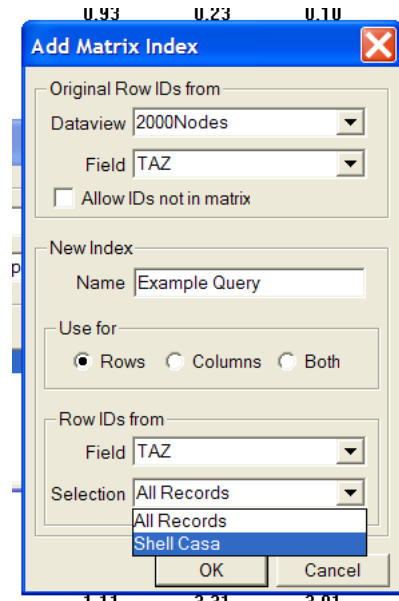 0.93 0.23 0.10
Add Matrix Index
Original Row IDs from
Dataview 2000Nodes
Field TAZ
Allow IDs not in matrix
New Index
Name Example Query
Use for
Rows Columns Both
Row IDs from
Field TAZ
Selection All Records
All Records
Shell Casa
OK Cancel